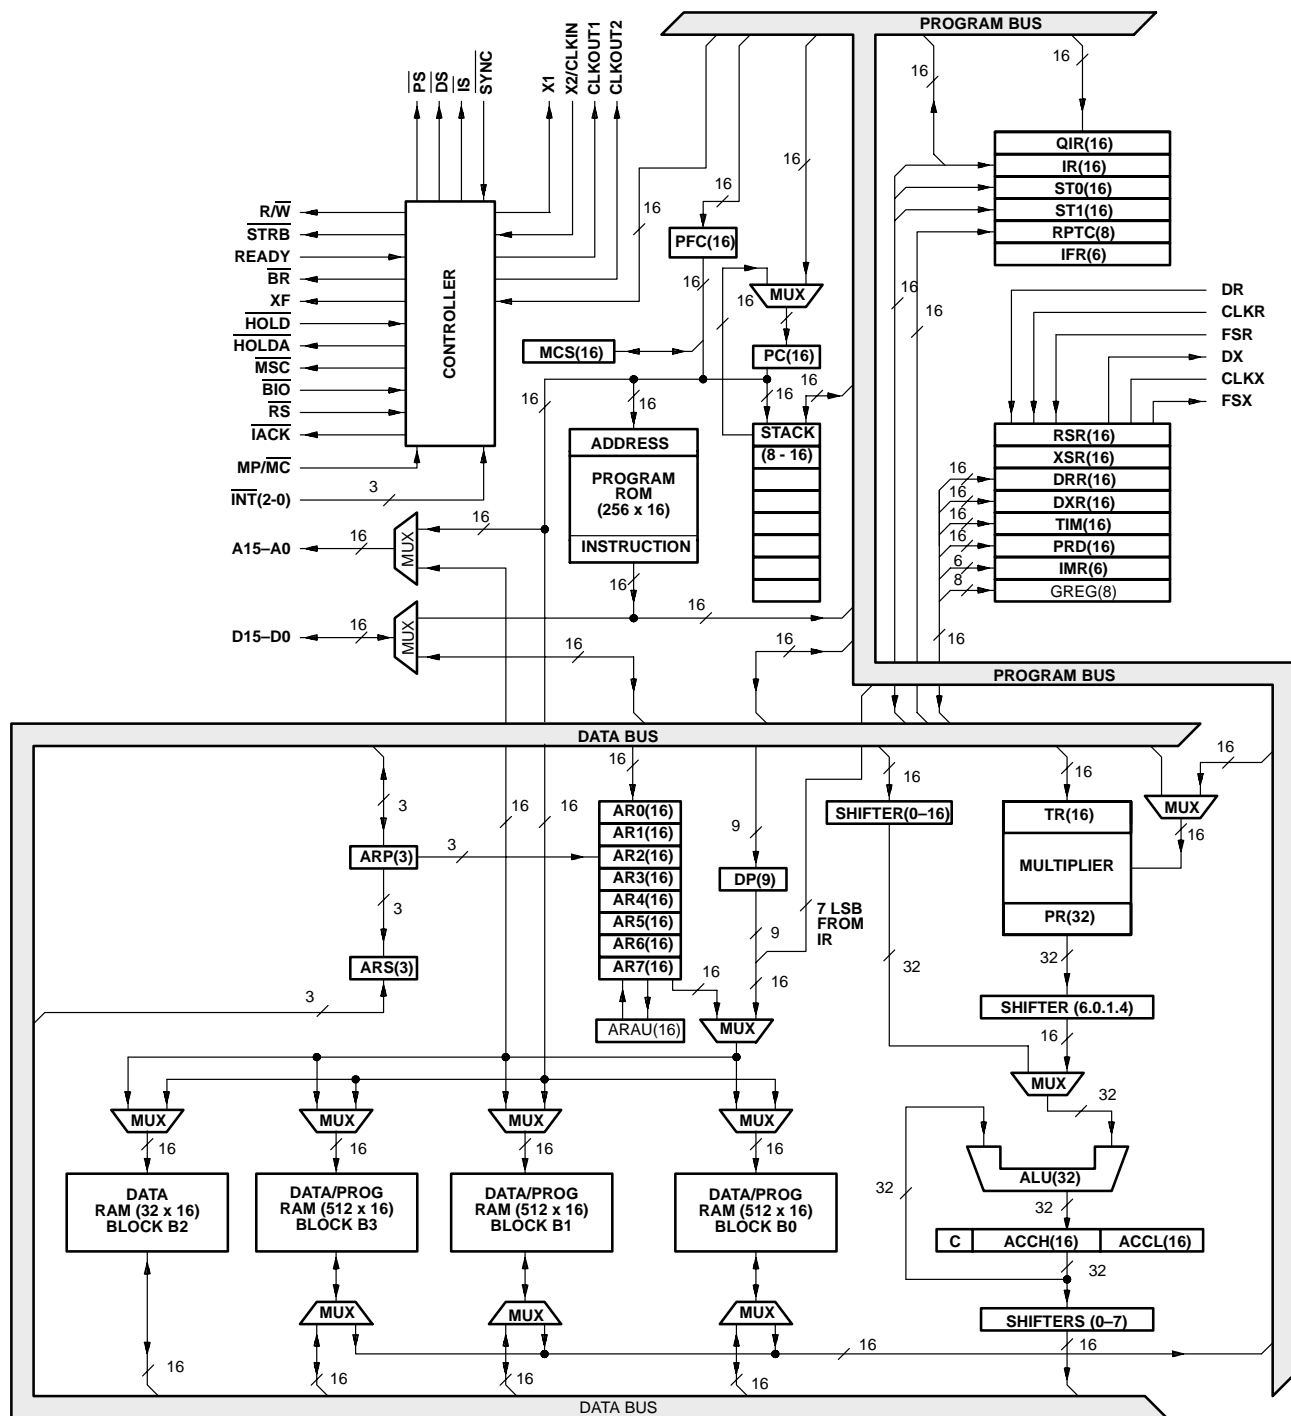 PROGRAM BUS
16
16
PS
DS
IS
SYNC
X1
X2/CLKIN
CLKOUT1
CLKOUT2
QIR(16)
IR(16)
ST0(16)
ST1(16)
RPTC(8)
IFR(6)
16
16
16
R/W
STRB
READY
BR
XF
HOLD
HOLDA
MSC
BIO
RS
IACK
MP/MC
INT(2-0)
3
CONTROLLER
PFC(16)
16
16
MUX
MCS(16)
PC(16)
16
16
16
16
16
16
DR
CLKR
FSR
DX
CLKX
FSX
ADDRESS
PROGRAM
ROM
(256 x 16)
INSTRUCTION
STACK
(8 - 16)
RSR(16)
XSR(16)
DRR(16)
DXR(16)
TIM(16)
PRD(16)
IMR(6)
GREG(8)
16
16
16
16
6
8
16
A15–A0
16
MUX
16
16
D15–D0
16
MUX
16
16
16
PROGRAM BUS
DATA BUS
3
16
16
16
9
16
16
16
ARP(3)
3
3
ARS(3)
3
AR0(16)
AR1(16)
AR2(16)
AR3(16)
AR4(16)
AR5(16)
AR6(16)
AR7(16)
ARAU(16)
DP(9)
9
16
16
MUX
7 LSB
FROM
IR
SHIFTER(0–16)
32
TR(16)
MULTIPLIER
PR(32)
MUX
16
32
SHIFTER (6.0.1.4)
16
MUX
32
MUX
MUX
MUX
MUX
16
16
16
16
DATA
RAM (32 x 16)
BLOCK B2
DATA/PROG
RAM (512 x 16)
BLOCK B3
DATA/PROG
RAM (512 x 16)
BLOCK B1
DATA/PROG
RAM (512 x 16)
BLOCK B0
32
ALU(32)
32
C
ACCH(16)
ACCL(16)
32
MUX
MUX
MUX
SHIFTERS (0–7)
16
16
16
16
16
16
DATA BUS